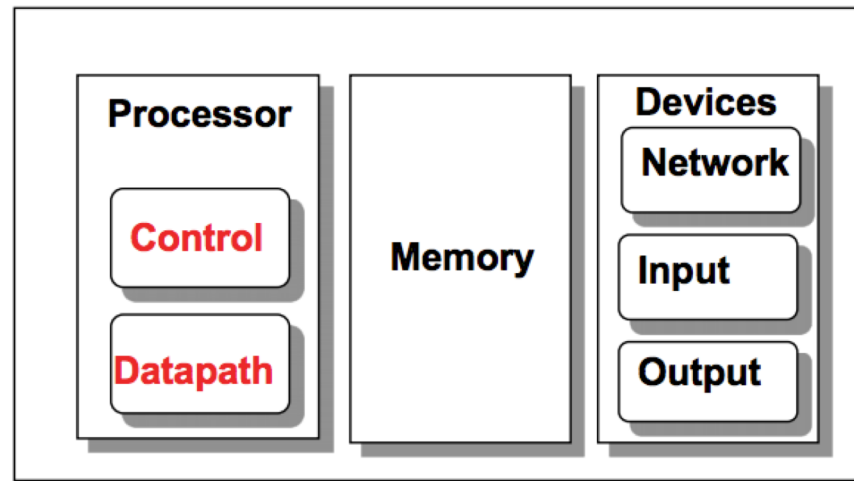 Processor
Control
Datapath
Memory
Devices
Network
Input
Output